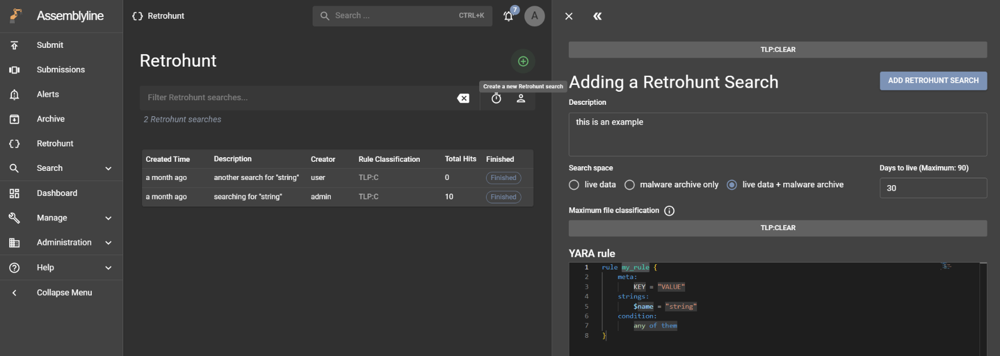 Assemblyline
Submit
Submissions
Alerts
Archive
Retrohunt
Search
Dashboard
Manage
Administration
Help
Collapse Menu
Retrohunt
Search ... CTRL+K
7
A
Retrohunt
Create a new Retrohunt search
Filter Retrohunt searches...
2 Retrohunt searches
Created Time Description Creator Rule Classification Total Hits Finished
a month ago another search for "string" user TLP:C 0 Finished
a month ago searching for "string" admin TLP:C 10 Finished
TLP:CLEAR
Adding a Retrohunt Search ADD RETROHUNT SEARCH
Description
this is an example
Search space Days to live (Maximum: 90)
live data malware archive only live data + malware archive 30
Maximum file classification
TLP:CLEAR
YARA rule
1 rule my_rule {
2 meta:
3 KEY = "VALUE"
4 strings:
5 $name = "string"
6 condition:
7 any of them
8 }